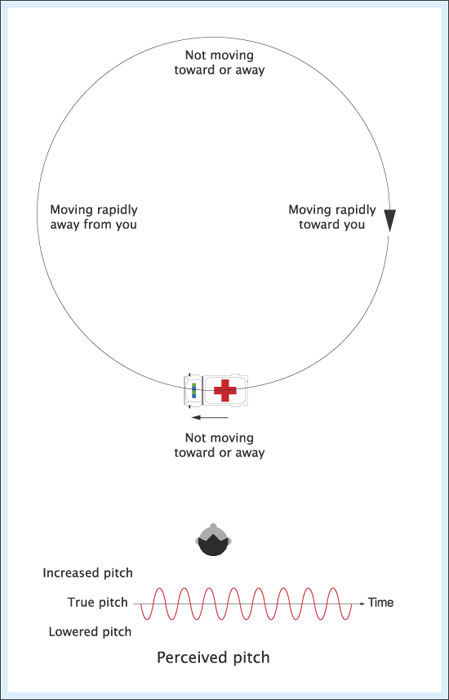 Not moving
toward or away
Moving rapidly
away from you
Moving rapidly
toward you
Not moving
toward or away
Increased pitch
True pitch
Time
Lowered pitch
Perceived pitch